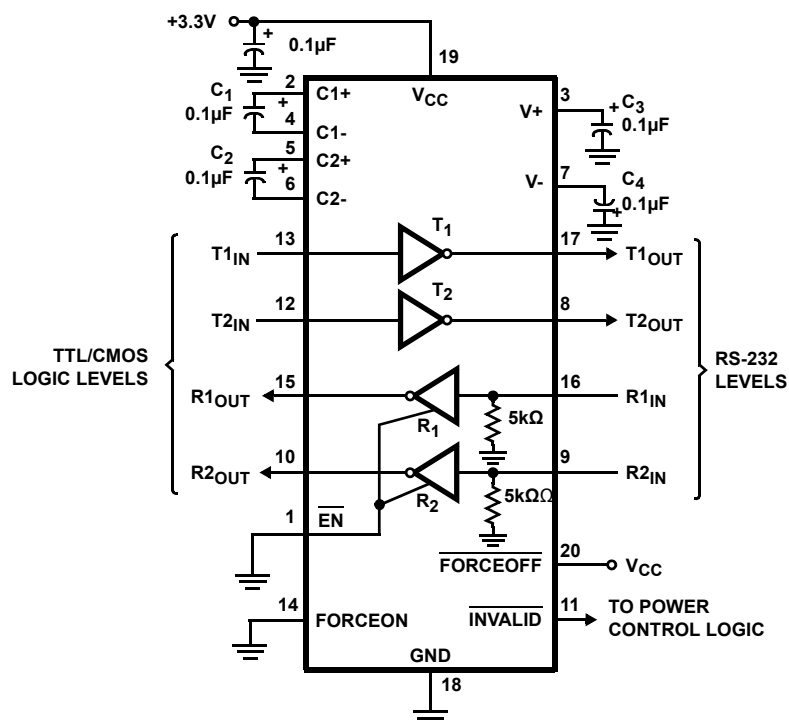 +3.3V
+
0.1µF
19
2
C1+
VCC
3
C1
+
0.1µF
4
C1-
V+
+
C3
0.1µF
5
C2+
C2
+
0.1µF
6
C2-
7
V-
C4
0.1µF
+
T1
T1IN
13
17
T1OUT
T2
T2IN
12
8
T2OUT
TTL/CMOS
LOGIC LEVELS
RS-232
LEVELS
R1OUT
15
16
R1IN
R1
5kΩ
R2OUT
10
9
R2IN
R2
5kΩΩ
1
EN
FORCEOFF
20
VCC
14
FORCEON
INVALID
11
TO POWER
CONTROL LOGIC
GND
18